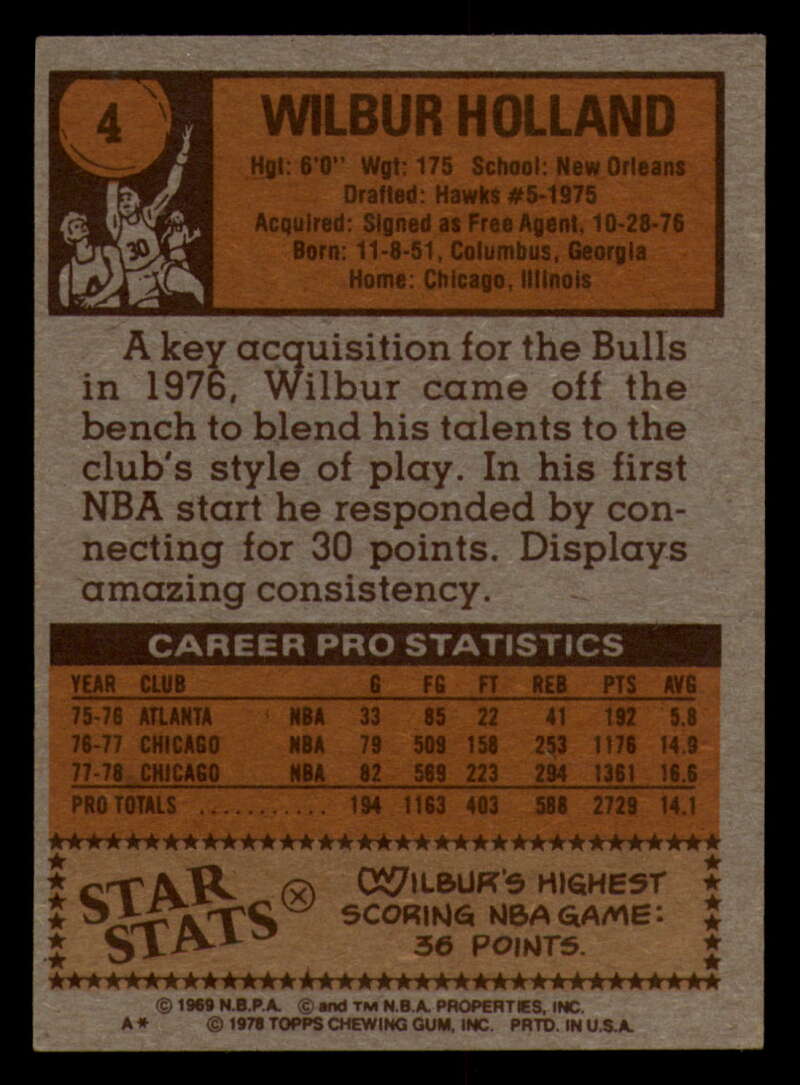 4
30
WILBUR HOLLAND
Hgt: 6'0" Wgt: 175 School: New Orleans
Drafted: Hawks #5-1975
Acquired: Signed as Free Agent, 10-28-76
Born: 11-8-51, Columbus, Georgia
Home: Chicago, Illinois
A key acquisition for the Bulls
in 1976, Wilbur came off the
bench to blend his talents to the
club's style of play. In his first
NBA start he responded by con-
necting for 30 points. Displays
amazing consistency.
CAREER PRO STATISTICS
YEAR CLUB G FG FT REB PTS AVG
75-76 ATLANTA NBA 33 85 22 41 192 5.8
76-77 CHICAGO NBA 79 509 158 253 1176 14.9
77-78 CHICAGO NBA 82 569 223 294 1361 16.6
PRO TOTALS ............ 194 1163 403 588 2729 14.1
STAR
STATS
WILBUR'S HIGHEST
SCORING NBA GAME:
36 POINTS.
© 1969 N.B.P.A. © and TM N.B.A. PROPERTIES, INC.
A* © 1978 TOPPS CHEWING GUM, INC. PRTD. IN U.S.A.